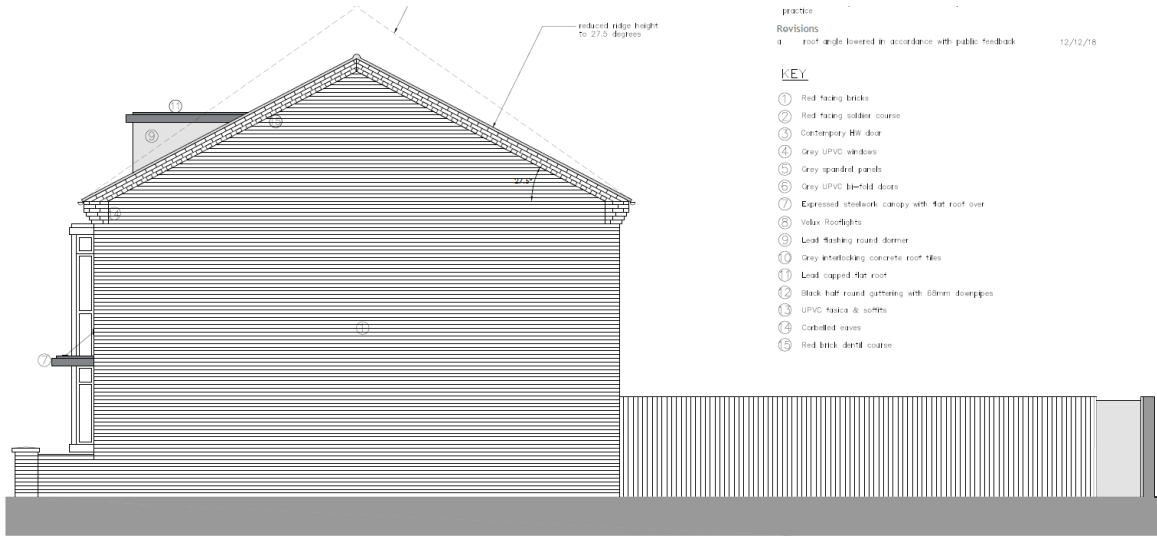 practice
Revisions
a roof angle lowered in accordance with public feedback 12/12/18
reduced ridge height
to 27.5 degrees
KEY
1 Red facing bricks
2 Red facing soldier course
3 Contempory HW door
4 Grey UPVC windows
5 Grey spandrel panels
6 Grey UPVC bi-fold doors
7 Expressed steelwork canopy with flat roof over
8 Velux Rooflights
9 Lead flashing round dormer
10 Grey interlocking concrete roof tiles
11 Lead capped flat roof
12 Black half round guttering with 68mm downpipes
13 UPVC fasica & soffits
14 Corbelled eaves
15 Red brick dentil course
11
9
15
27.5°
14
1
7